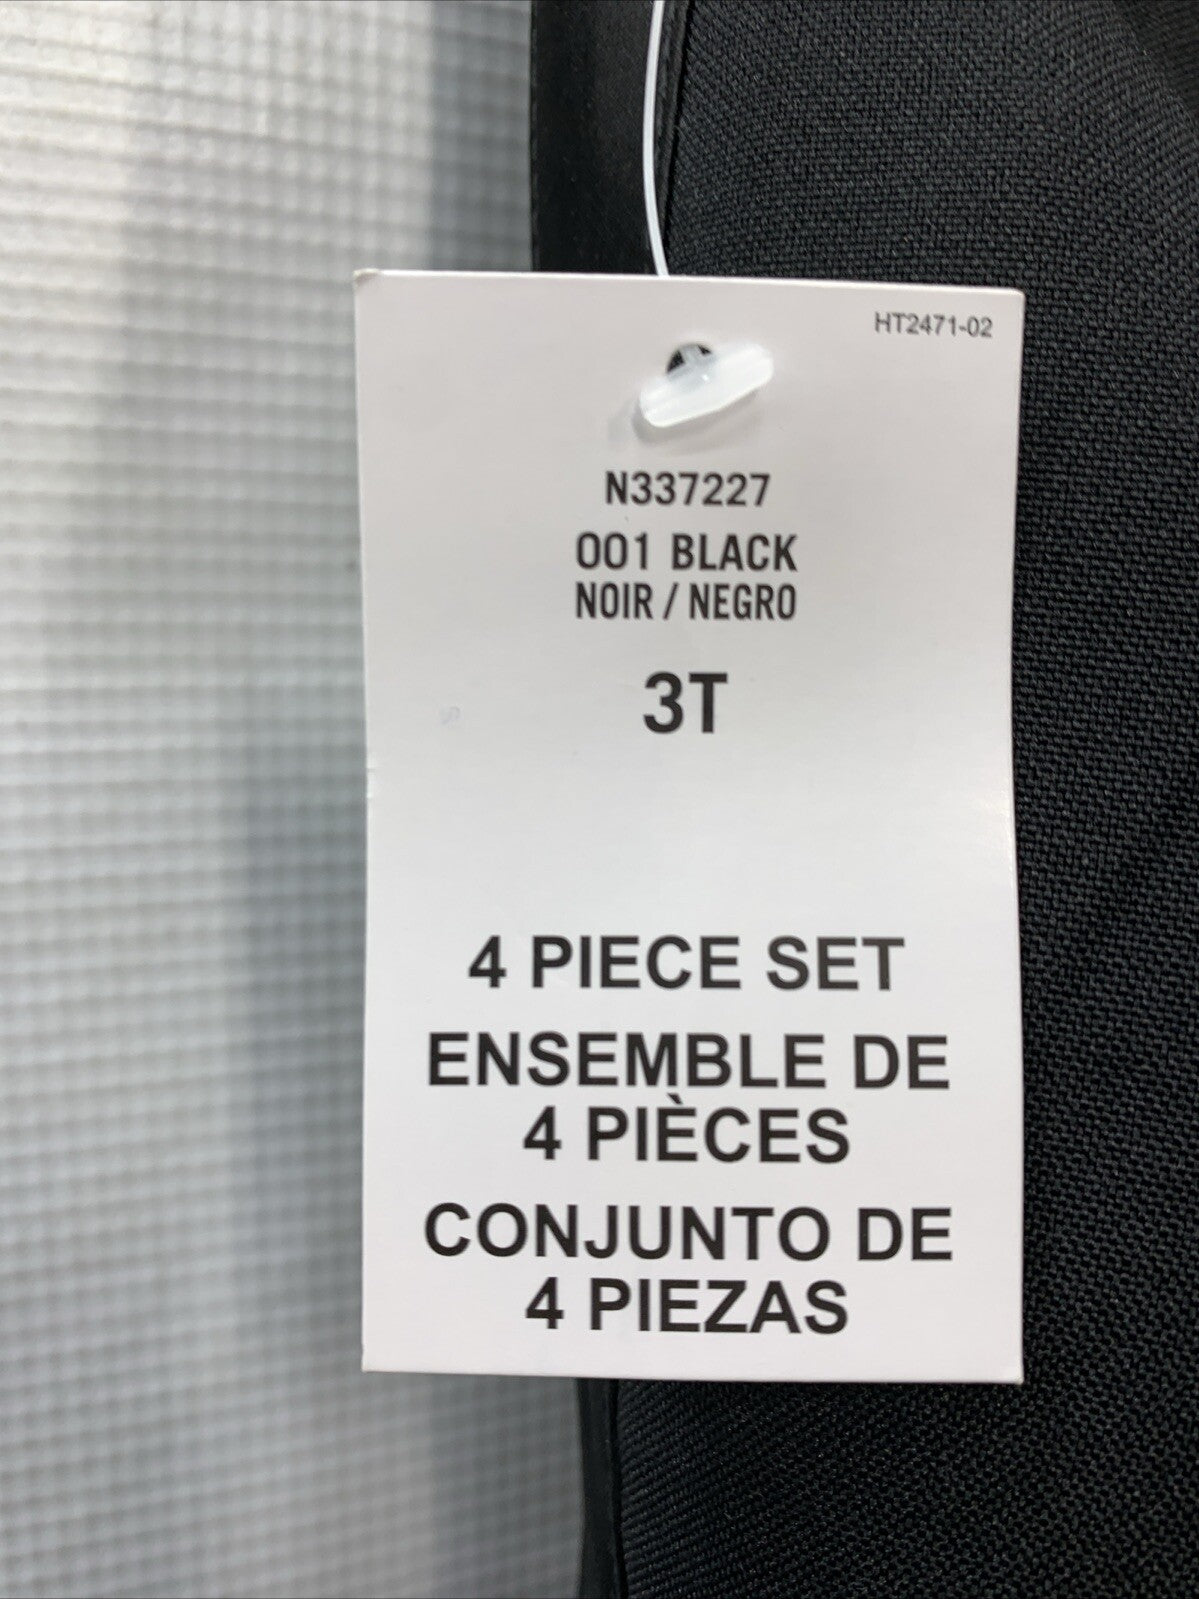 HT2471-02
N337227
001 BLACK
NOIR / NEGRO
3T
4 PIECE SET
ENSEMBLE DE
4 PIÈCES
CONJUNTO DE
4 PIEZAS